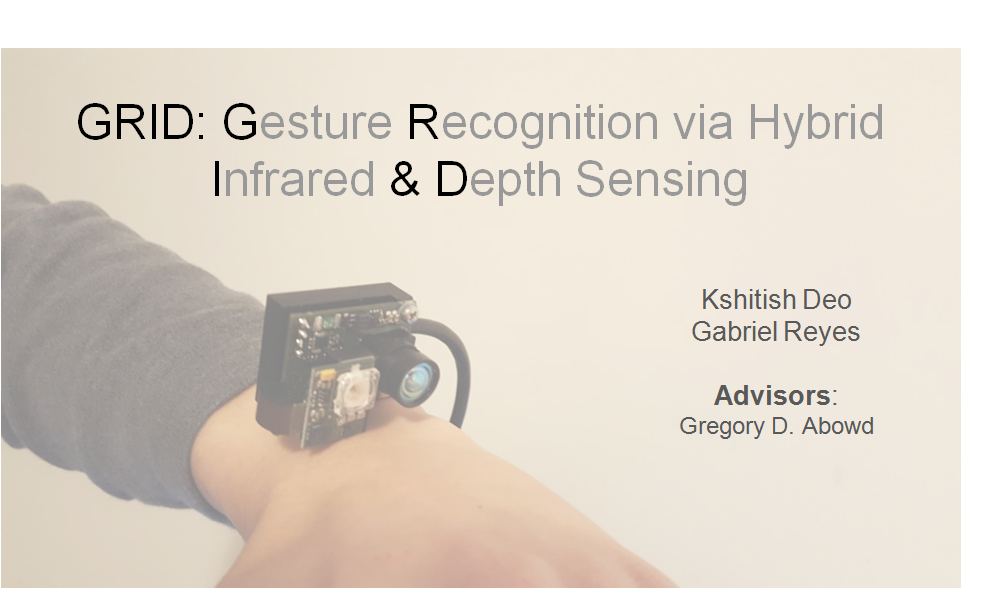 GRID: Gesture Recognition via Hybrid
Infrared & Depth Sensing
Kshitish Deo
Gabriel Reyes
Advisors:
Gregory D. Abowd